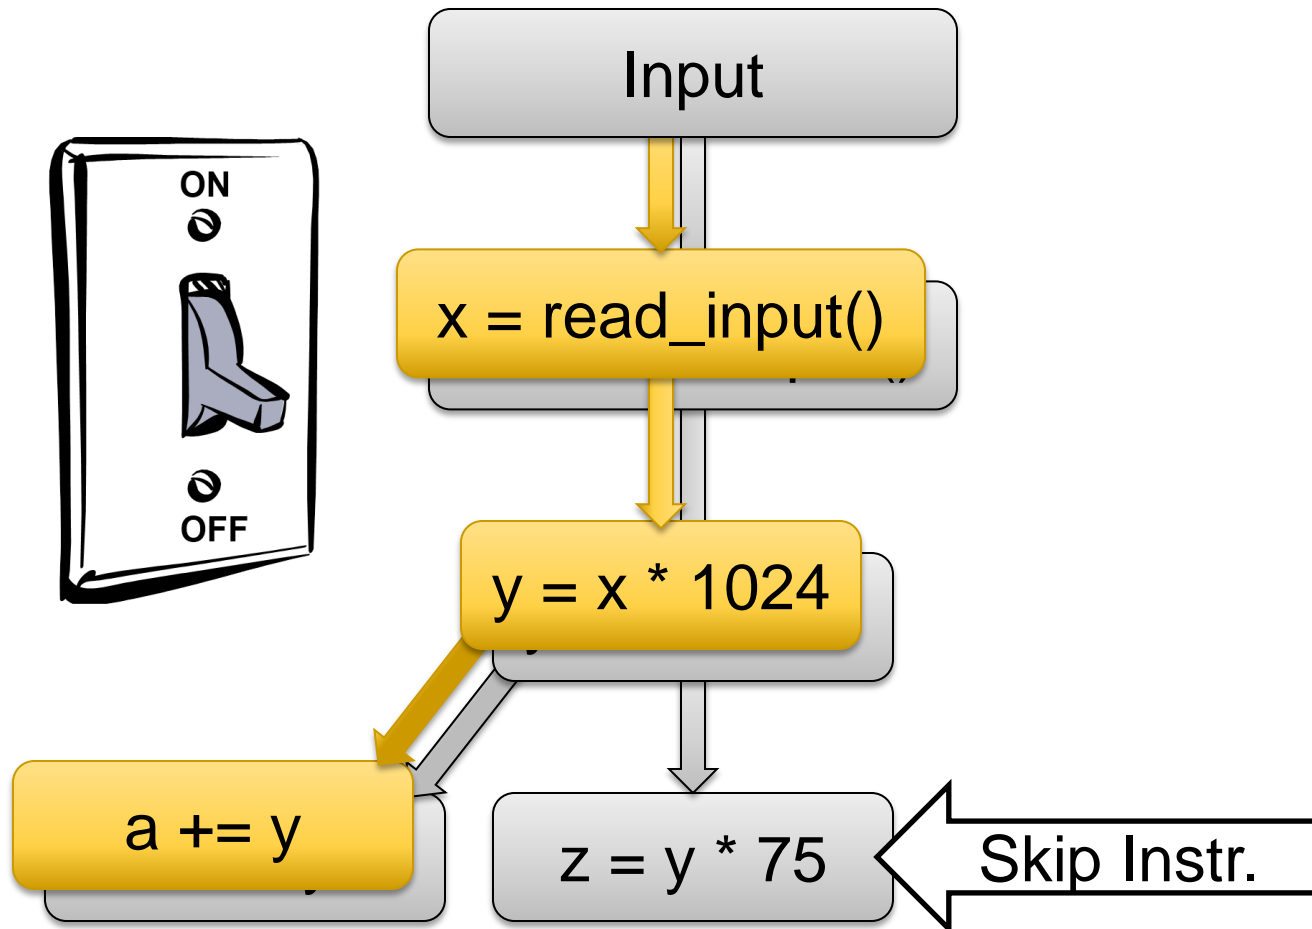 Input
ON
x = read_input()
OFF
y = x * 1024
a += y
z = y * 75
Skip Instr.